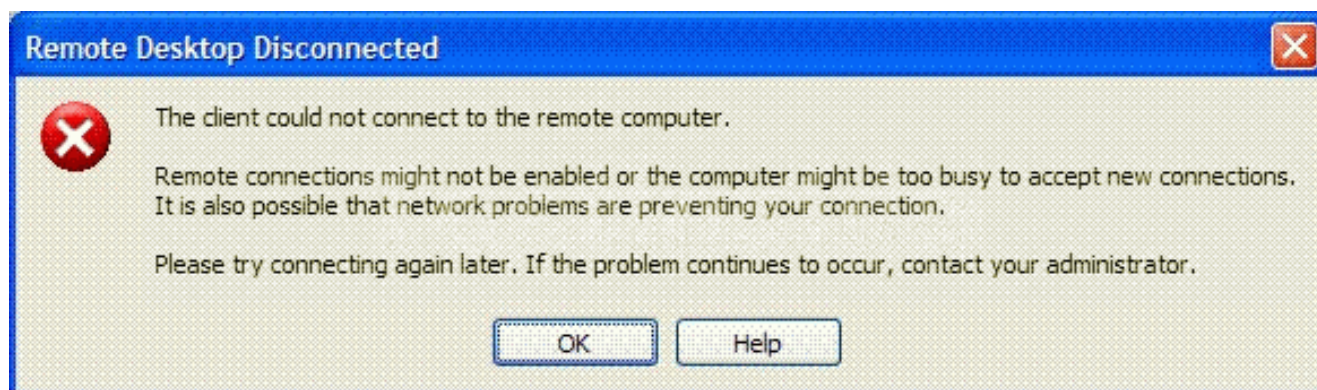 Remote Desktop Disconnected
The client could not connect to the remote computer.
Remote connections might not be enabled or the computer might be too busy to accept new connections.
It is also possible that network problems are preventing your connection.
Please try connecting again later. If the problem continues to occur, contact your administrator.
OK
Help